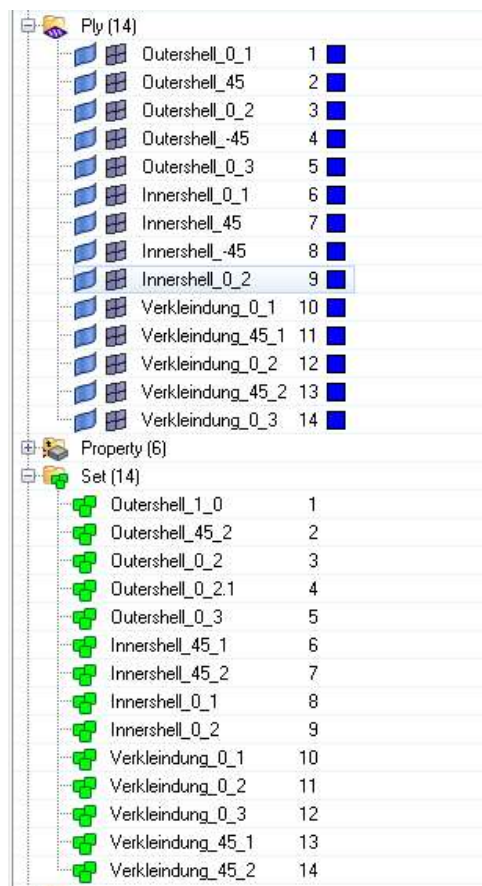 Ply (14)
Outershell_0_1 1
Outershell_45 2
Outershell_0_2 3
Outershell_-45 4
Outershell_0_3 5
Innershell_0_1 6
Innershell_45 7
Innershell_-45 8
Innershell_0_2 9
Verkleindung_0_1 10
Verkleindung_45_1 11
Verkleindung_0_2 12
Verkleindung_45_2 13
Verkleindung_0_3 14
Property (6)
Set (14)
Outershell_1_0 1
Outershell_45_2 2
Outershell_0_2 3
Outershell_0_2.1 4
Outershell_0_3 5
Innershell_45_1 6
Innershell_45_2 7
Innershell_0_1 8
Innershell_0_2 9
Verkleindung_0_1 10
Verkleindung_0_2 11
Verkleindung_0_3 12
Verkleindung_45_1 13
Verkleindung_45_2 14